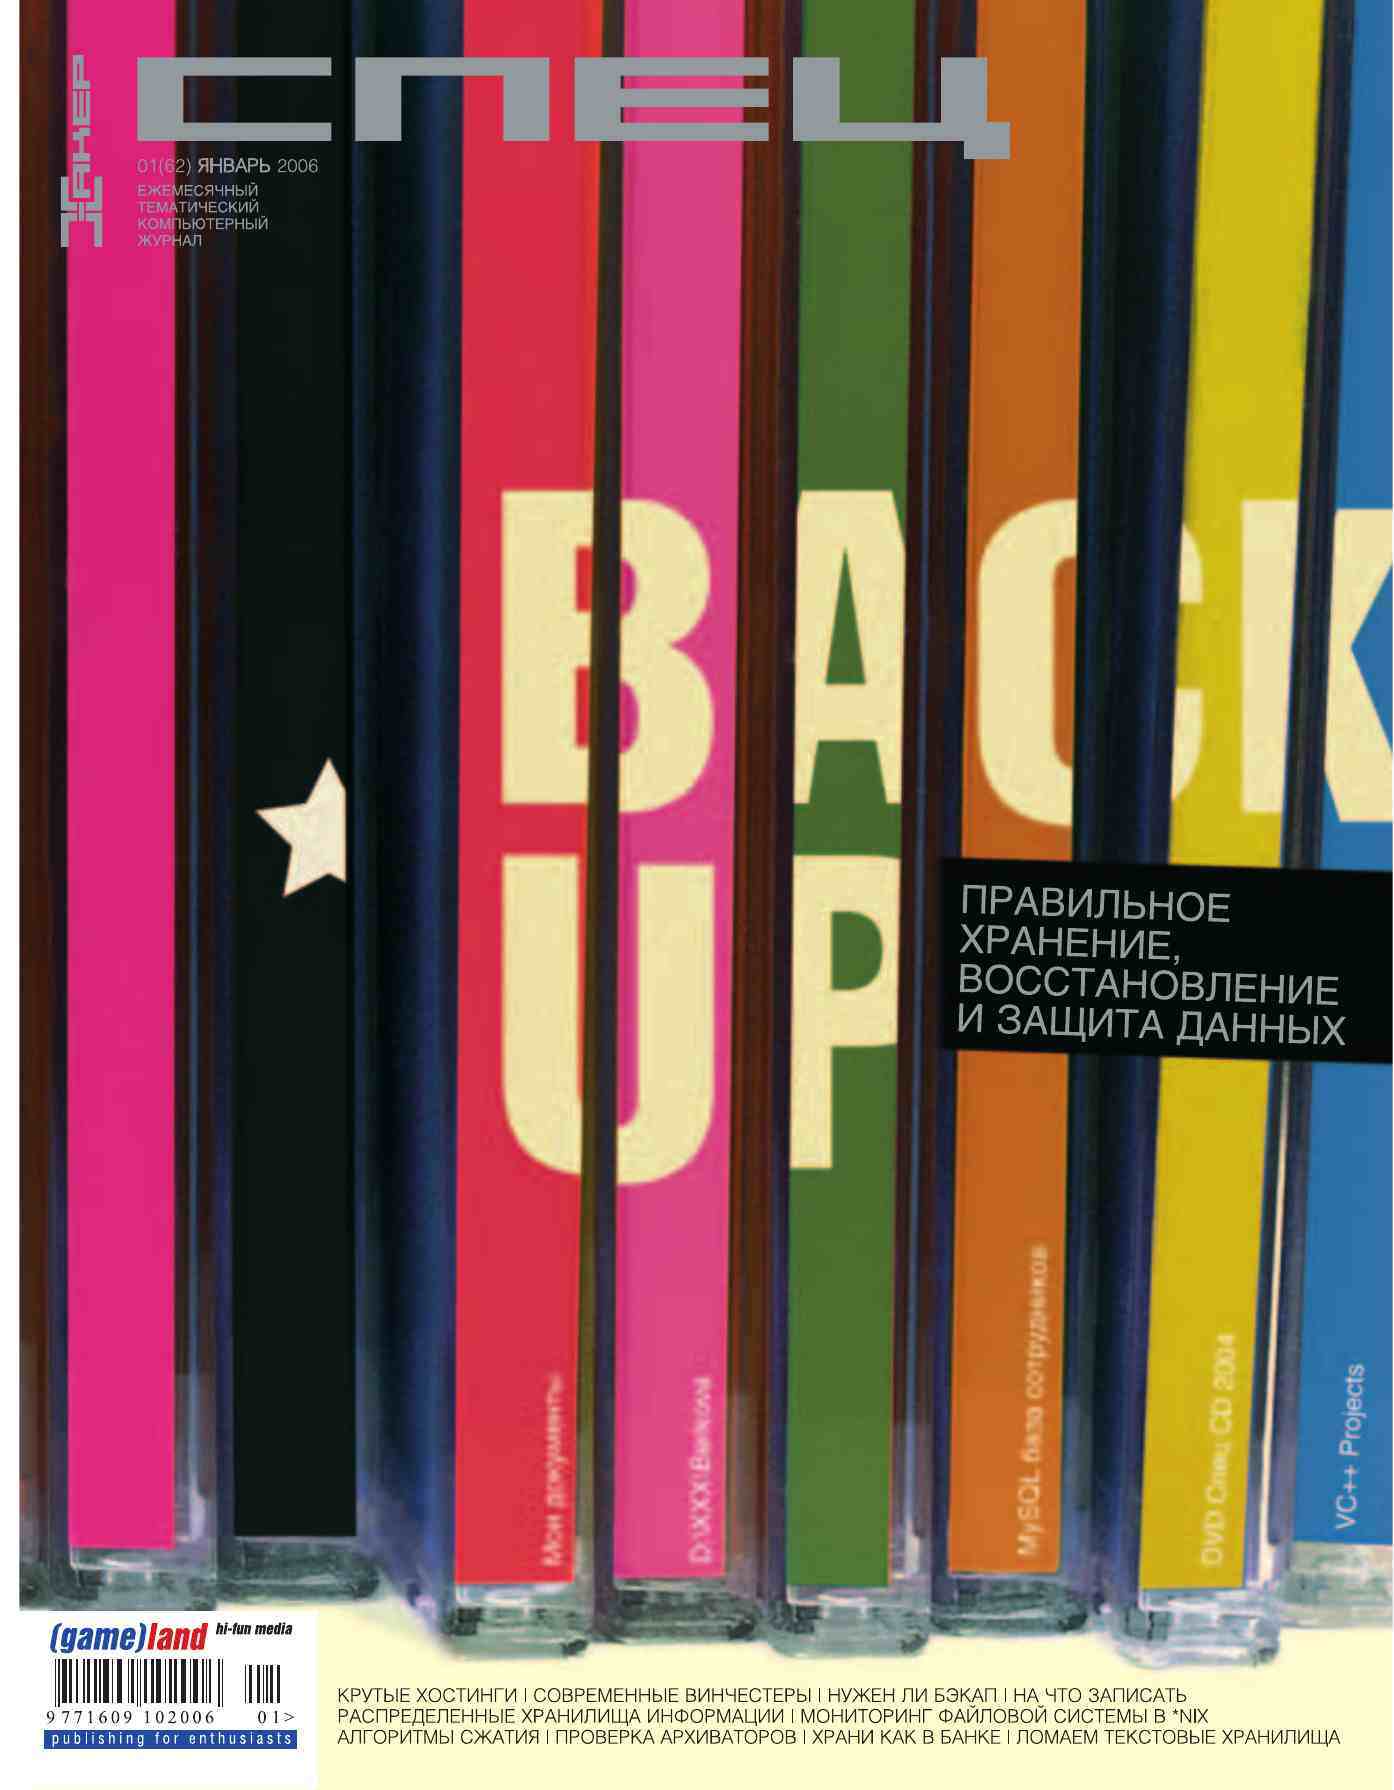 ХАКЕР
СПЕЦ
01(62) ЯНВАРЬ 2006
ЕЖЕМЕСЯЧНЫЙ
ТЕМАТИЧЕСКИЙ
КОМПЬЮТЕРНЫЙ
ЖУРНАЛ
BACK
UP
ПРАВИЛЬНОЕ
ХРАНЕНИЕ,
ВОССТАНОВЛЕНИЕ
И ЗАЩИТА ДАННЫХ
Мои документы
MySQL база сотрудников
DVD Спец CD 2004
VC++ Projects
(game)land hi-fun media
9 771609 102006 01>
publishing for enthusiasts
КРУТЫЕ ХОСТИНГИ | СОВРЕМЕННЫЕ ВИНЧЕСТЕРЫ | НУЖЕН ЛИ БЭКАП | НА ЧТО ЗАПИСАТЬ
РАСПРЕДЕЛЕННЫЕ ХРАНИЛИЩА ИНФОРМАЦИИ | МОНИТОРИНГ ФАЙЛОВОЙ СИСТЕМЫ В *NIX
АЛГОРИТМЫ СЖАТИЯ | ПРОВЕРКА АРХИВАТОРОВ | ХРАНИ КАК В БАНКЕ | ЛОМАЕМ ТЕКСТОВЫЕ ХРАНИЛИЩА